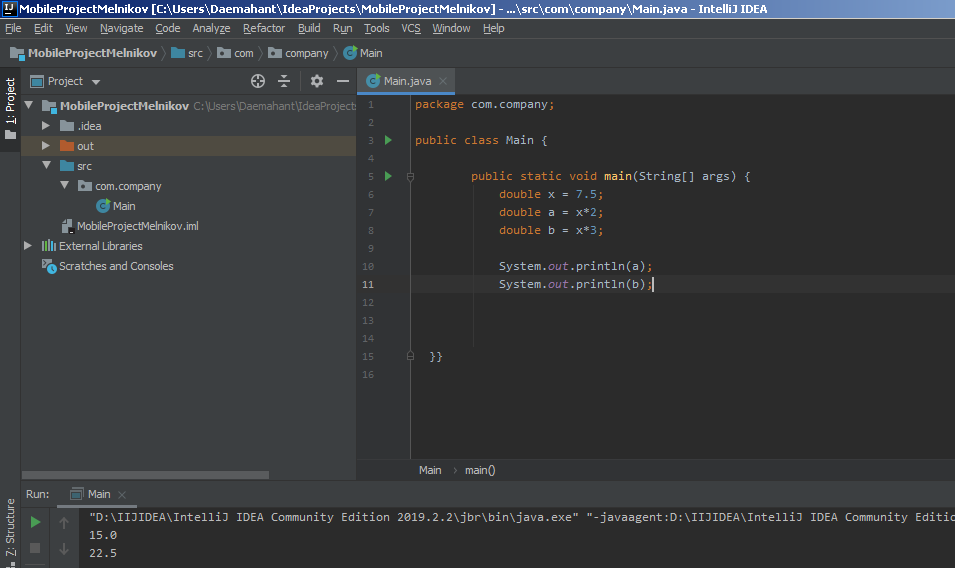 MobileProjectMelnikov [C:\Users\Daemahant\IdeaProjects\MobileProjectMelnikov] - ...\src\com\company\Main.java - IntelliJ IDEA
File Edit View Navigate Code Analyze Refactor Build Run Tools VCS Window Help
MobileProjectMelnikov src com company Main
1: Project
Project
MobileProjectMelnikov C:\Users\Daemahant\IdeaProjects
.idea
out
src
com.company
Main
MobileProjectMelnikov.iml
External Libraries
Scratches and Consoles
Main.java
1 package com.company;
2
3 public class Main {
4
5 public static void main(String[] args) {
6 double x = 7.5;
7 double a = x*2;
8 double b = x*3;
9
10 System.out.println(a);
11 System.out.println(b);
12
13
14
15 }}
16
Main main()
Z: Structure
Run: Main
"D:\IIJIDEA\IntelliJ IDEA Community Edition 2019.2.2\jbr\bin\java.exe" "-javaagent:D:\IIJIDEA\IntelliJ IDEA Community Editio
15.0
22.5